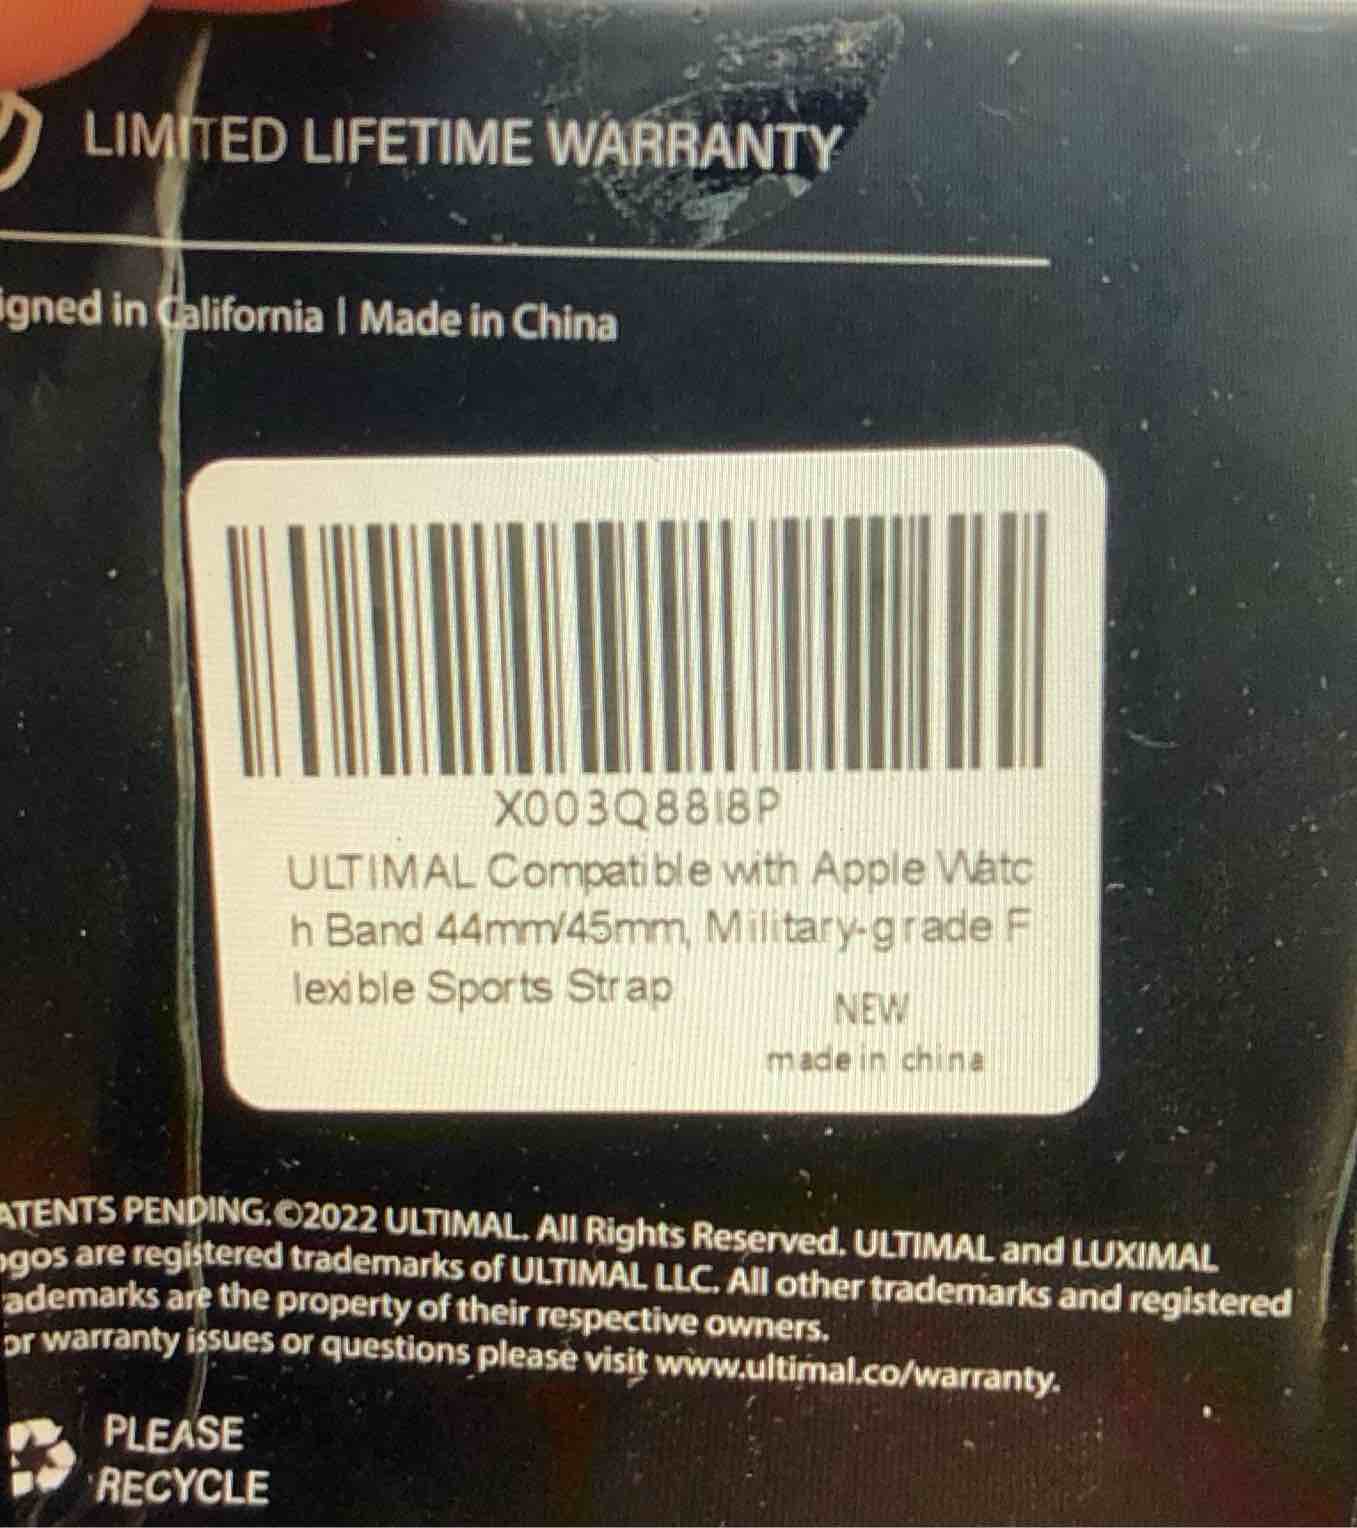 LIMITED LIFETIME WARRANTY
igned in California | Made in China
X003Q88I8P
ULTIMAL Compatible with Apple Watc
h Band 44mm/45mm, Military-grade F
lexible Sports Strap
NEW
made in china
ATENTS PENDING.©2022 ULTIMAL. All Rights Reserved. ULTIMAL and LUXIMAL
ogos are registered trademarks of ULTIMAL LLC. All other trademarks and registered
ademarks are the property of their respective owners.
or warranty issues or questions please visit www.ultimal.co/warranty.
PLEASE
RECYCLE